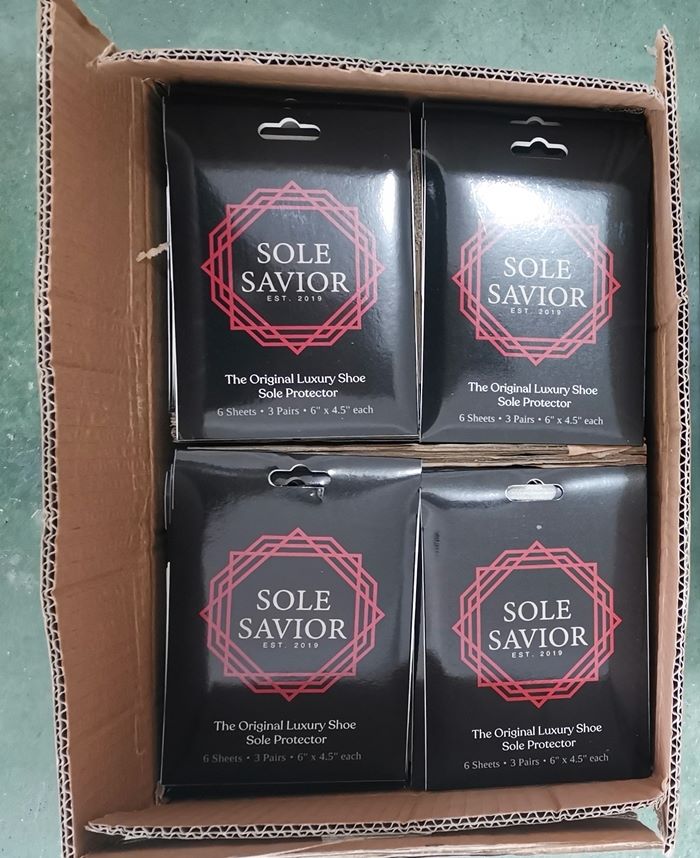 SOLE
SAVIOR
EST. 2019
The Original Luxury Shoe
Sole Protector
6 Sheets • 3 Pairs • 6" x 4.5" each
SOLE
SAVIOR
EST. 2019
The Original Luxury Shoe
Sole Protector
6 Sheets • 3 Pairs • 6" x 4.5" each
SOLE
SAVIOR
EST. 2019
The Original Luxury Shoe
Sole Protector
6 Sheets • 3 Pairs • 6" x 4.5" each
SOLE
SAVIOR
EST. 2019
The Original Luxury Shoe
Sole Protector
6 Sheets • 3 Pairs • 6" x 4.5" each